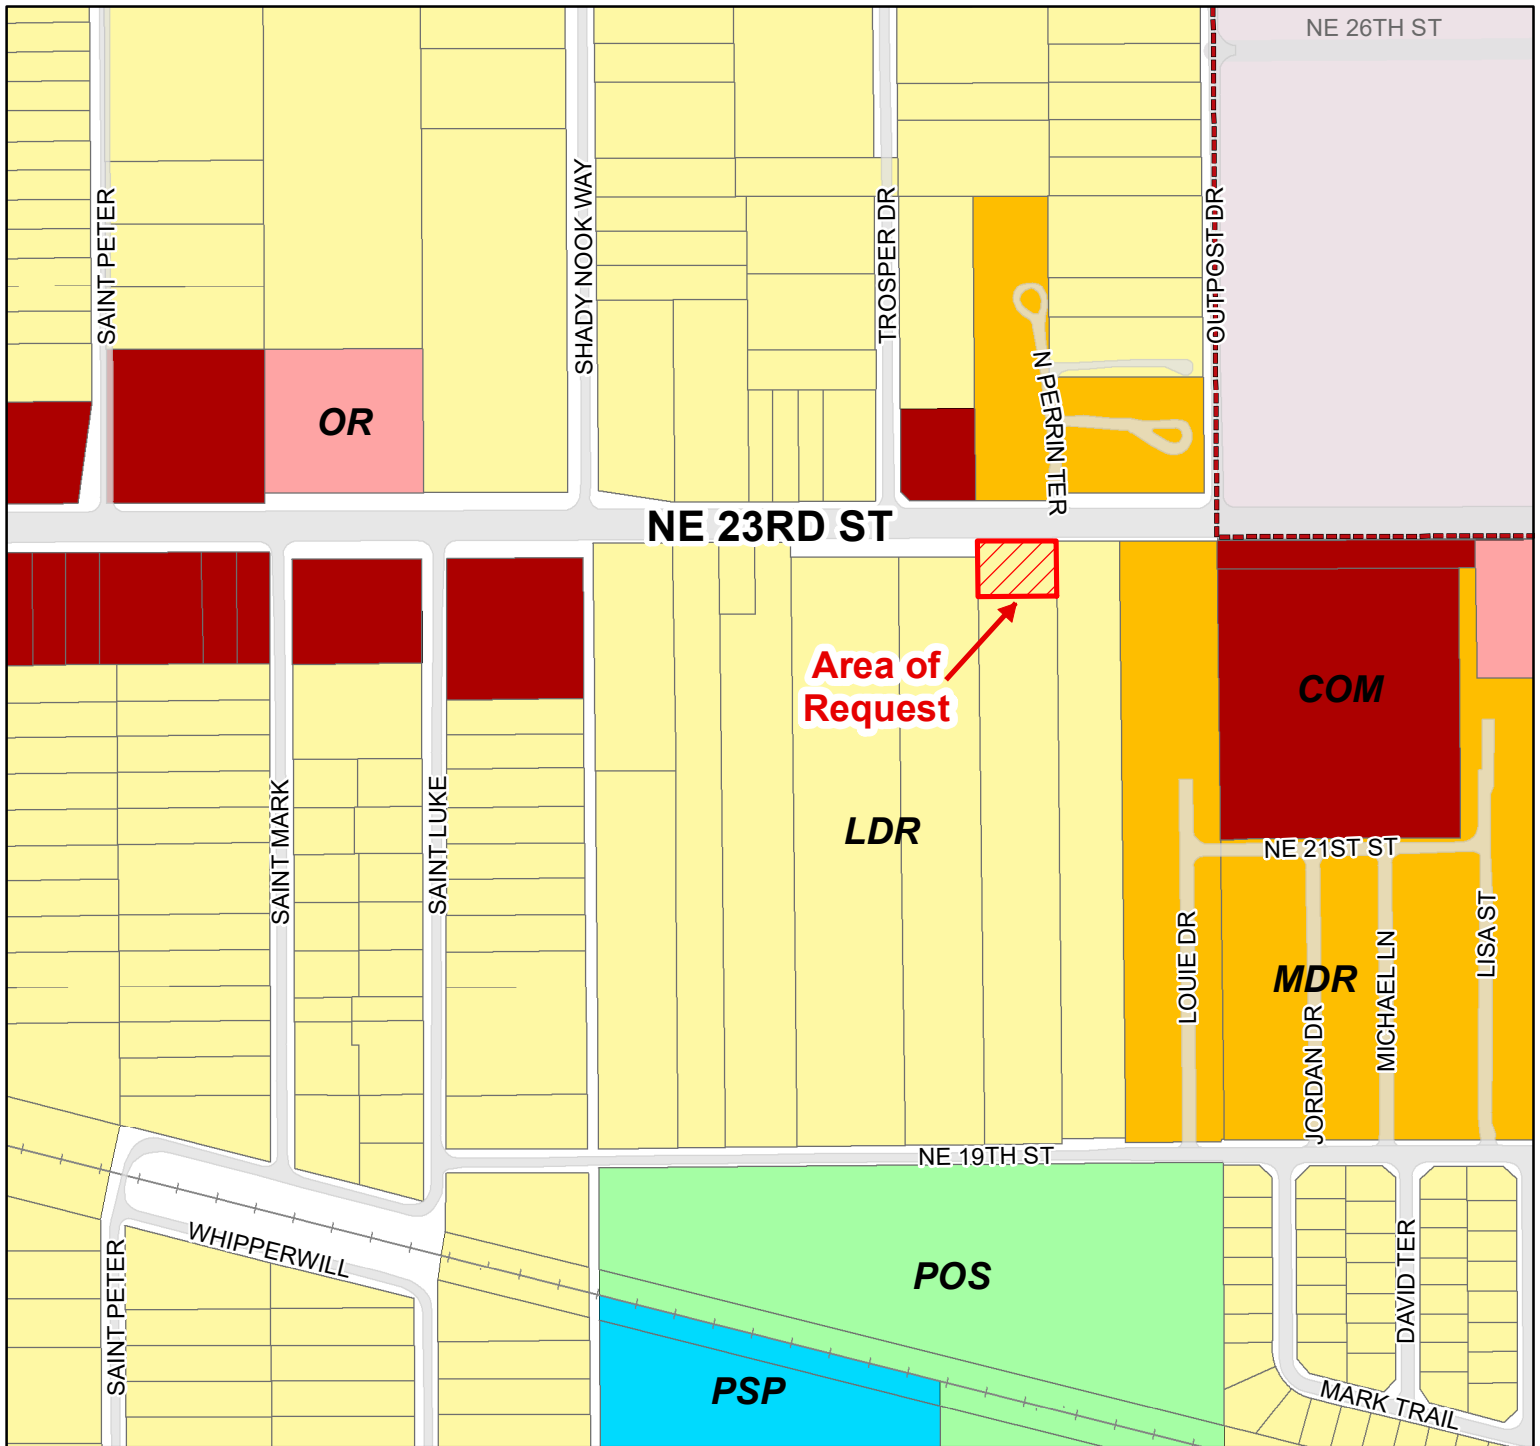 NE 26TH ST
SAINT PETER
SHADY NOOK WAY
TROSPER DR
OUTPOST DR
N PERRIN TER
OR
NE 23RD ST
Area of
Request
COM
LDR
SAINT MARK
SAINT LUKE
NE 21ST ST
LOUIE DR
MDR
JORDAN DR
MICHAEL LN
LISA ST
NE 19TH ST
WHIPPERWILL
SAINT PETER
POS
DAVID TER
PSP
MARK TRAIL